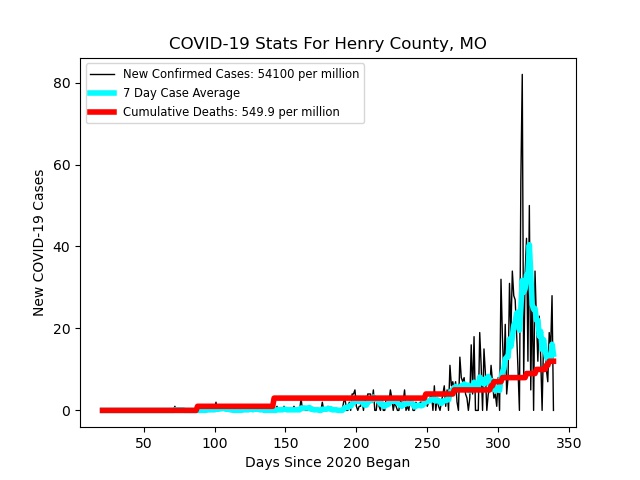 COVID-19 Stats For Henry County, MO
New Confirmed Cases: 54100 per million
7 Day Case Average
Cumulative Deaths: 549.9 per million
New COVID-19 Cases
80
60
40
20
0
50 100 150 200 250 300 350
Days Since 2020 Began